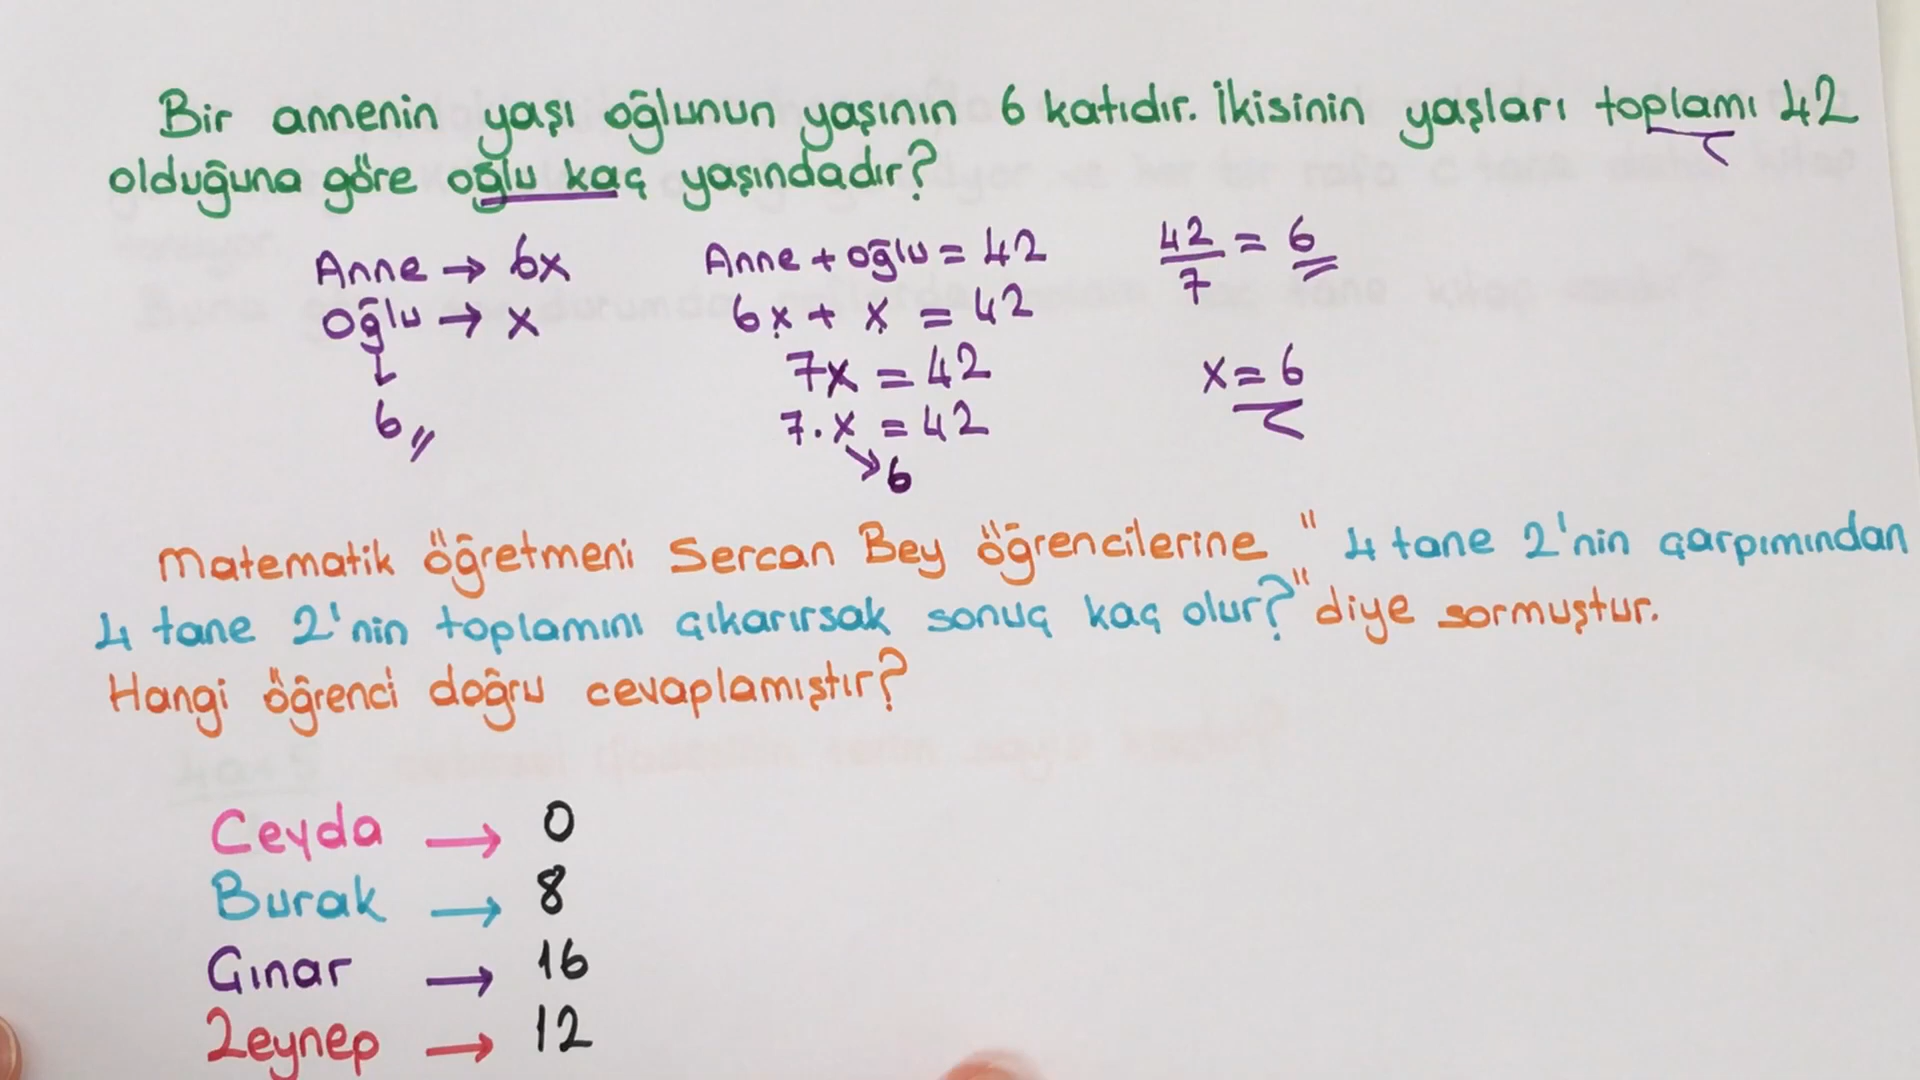 Bir annenin yaşı oğlunun yaşının 6 katıdır. İkisinin yaşları toplamı 42
olduğuna göre oğlu kaç yaşındadır?
Anne → 6x
Oğlu → x
6
Anne + oğlu = 42
6x + x = 42
7x = 42
7.x = 42
6
42/7 = 6
x = 6
Matematik öğretmeni Sercan Bey öğrencilerine "4 tane 2'nin çarpımından
4 tane 2'nin toplamını çıkarırsak sonuç kaç olur?" diye sormuştur.
Hangi öğrenci doğru cevaplamıştır?
Ceyda → 0
Burak → 8
Çınar → 16
Zeynep → 12